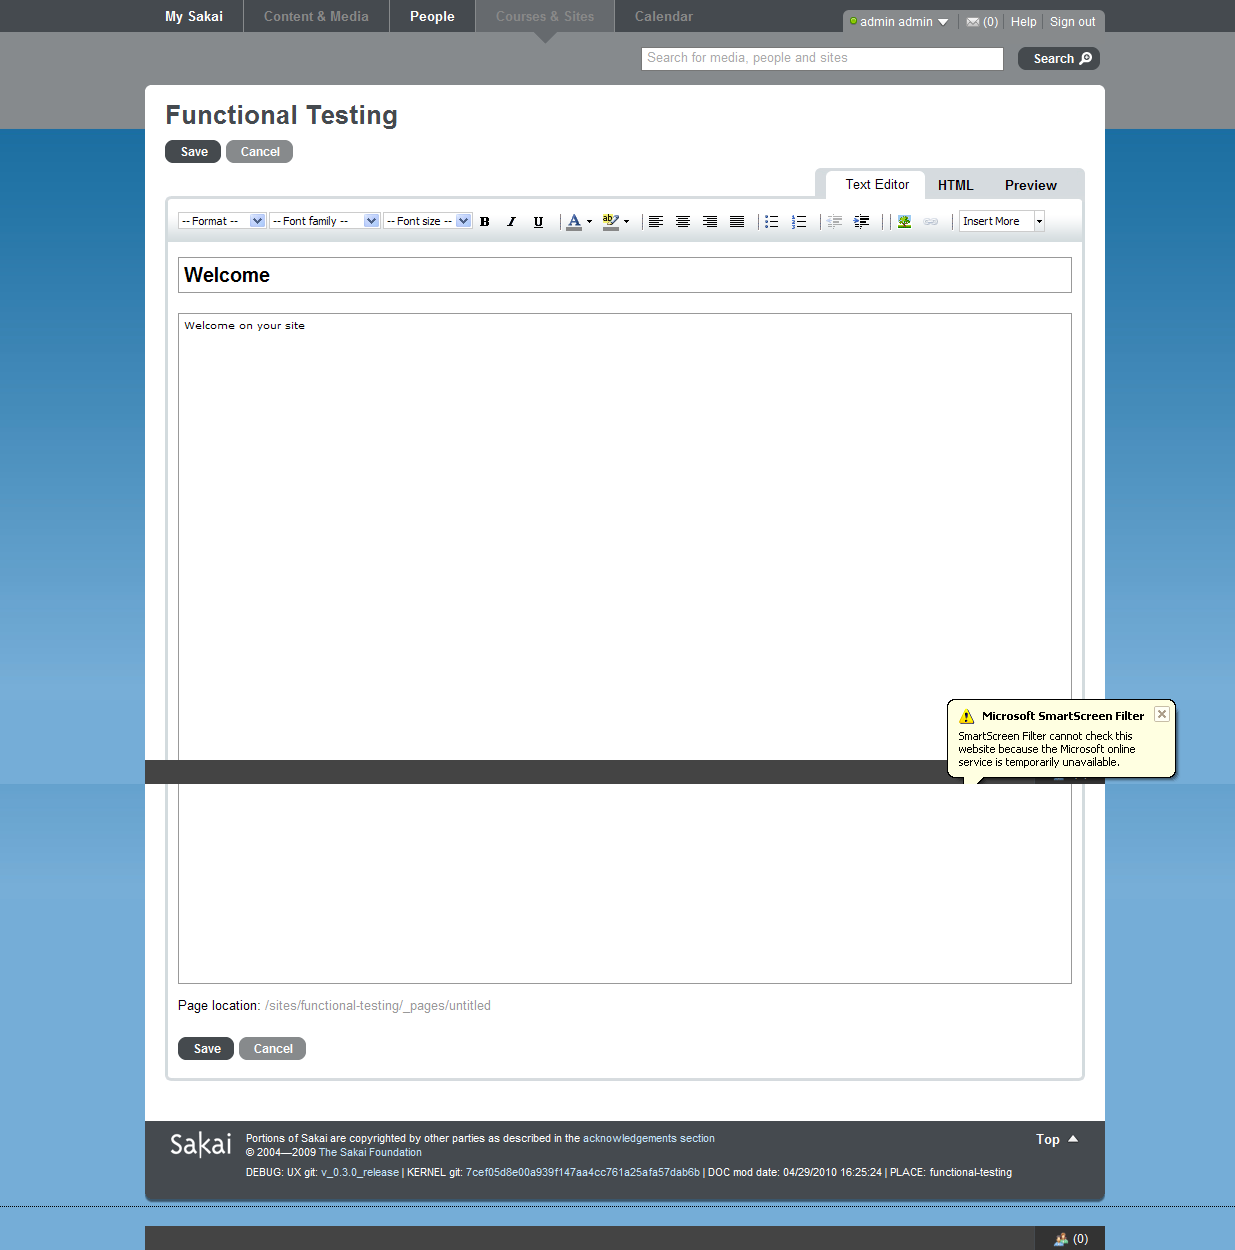 My Sakai Content & Media People Courses & Sites Calendar
admin admin (0) Help Sign out
Search for media, people and sites Search
Functional Testing
Save Cancel
Text Editor HTML Preview
-- Format -- -- Font family -- -- Font size -- B I U A ab Insert More
Welcome
Welcome on your site
Microsoft SmartScreen Filter
SmartScreen Filter cannot check this
website because the Microsoft online
service is temporarily unavailable.
Page location: /sites/functional-testing/_pages/untitled
Save Cancel
Sakai
Portions of Sakai are copyrighted by other parties as described in the acknowledgements section
© 2004—2009 The Sakai Foundation
DEBUG: UX git: v_0.3.0_release | KERNEL git: 7cef05d8e00a939f147aa4cc761a25afa57dab6b | DOC mod date: 04/29/2010 16:25:24 | PLACE: functional-testing
Top
(0)